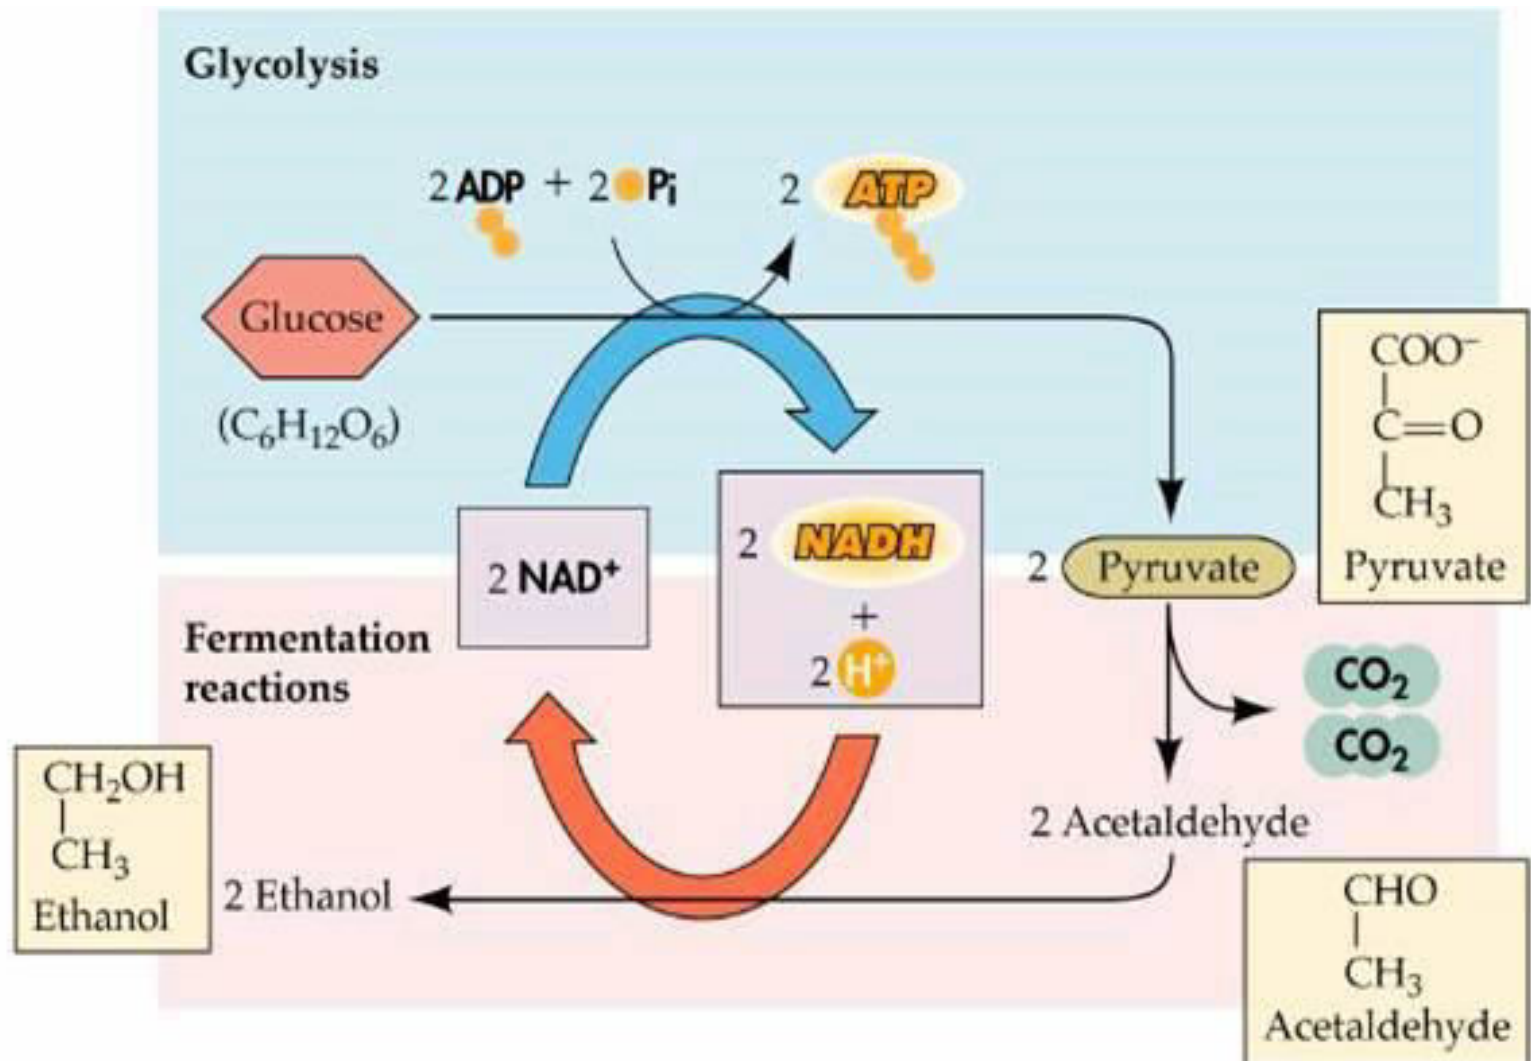 Glycolysis
2 ADP + 2 Pi
2 ATP
Glucose
(C₆H₁₂O₆)
COO⁻
C=O
CH₃
Pyruvate
2 NAD⁺
2 NADH
+
2 H⁺
2 Pyruvate
Fermentation
reactions
CO₂
CO₂
CH₂OH
CH₃
Ethanol
2 Ethanol
2 Acetaldehyde
CHO
CH₃
Acetaldehyde